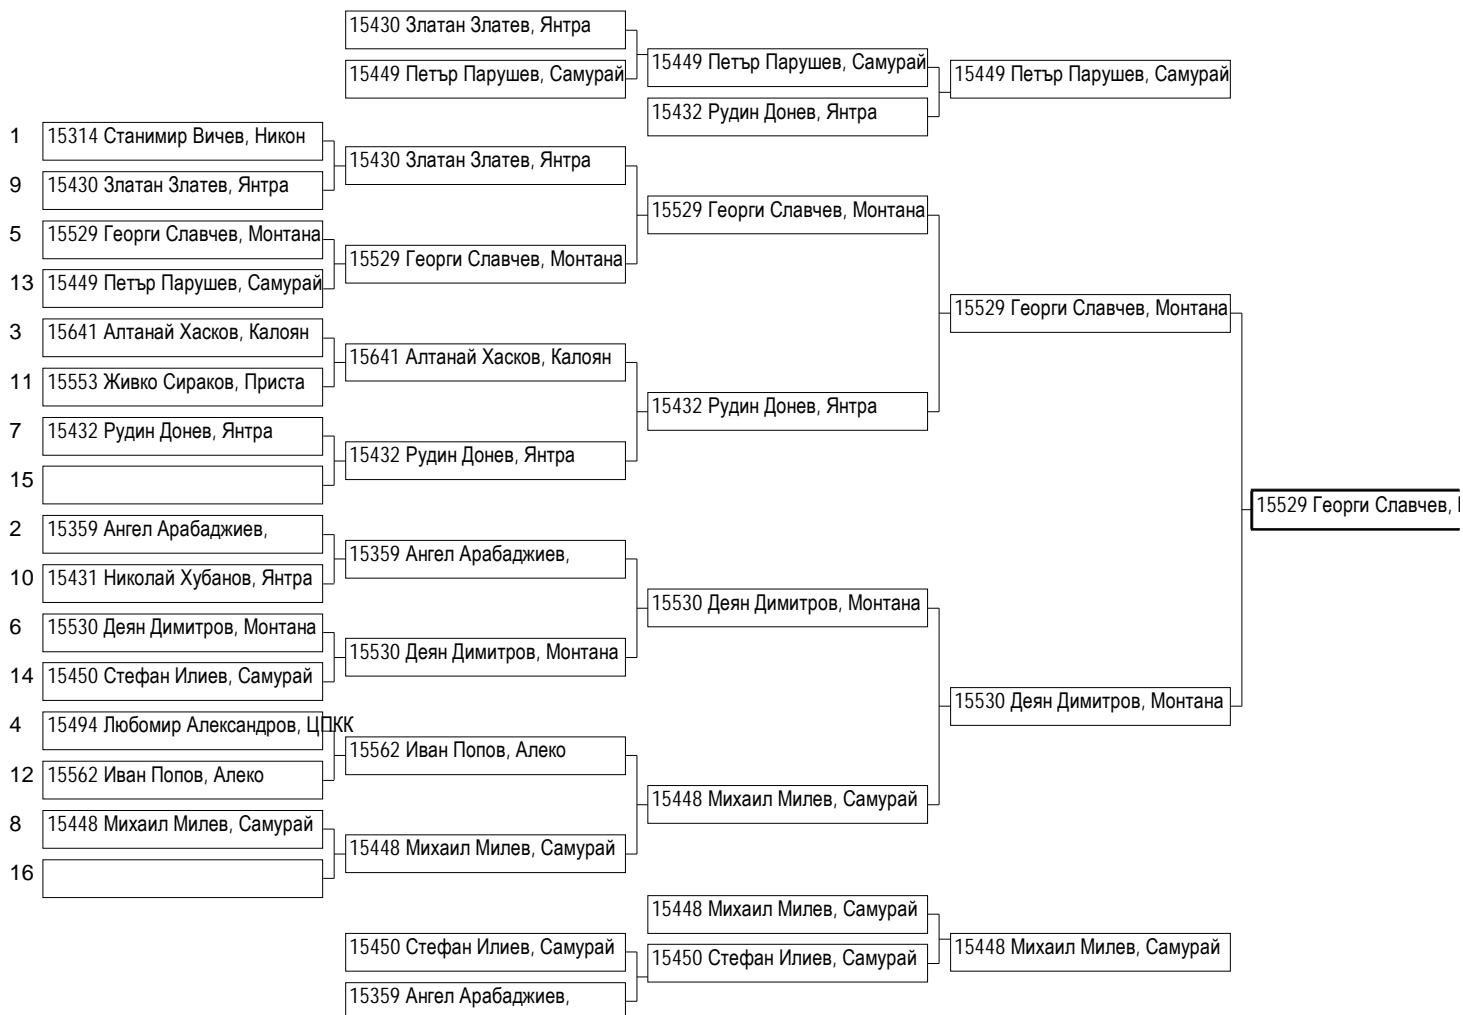 15430 Златан Златев, Янтра
15449 Петър Парушев, Самурай
15449 Петър Парушев, Самурай
15432 Рудин Донев, Янтра
15449 Петър Парушев, Самурай
1 15314 Станимир Вичев, Никон
9 15430 Златан Златев, Янтра
5 15529 Георги Славчев, Монтана
13 15449 Петър Парушев, Самурай
3 15641 Алтанай Хасков, Калоян
11 15553 Живко Сираков, Приста
7 15432 Рудин Донев, Янтра
15
2 15359 Ангел Арабаджиев,
10 15431 Николай Хубанов, Янтра
6 15530 Деян Димитров, Монтана
14 15450 Стефан Илиев, Самурай
4 15494 Любомир Александров, ЦПКК
12 15562 Иван Попов, Алеко
8 15448 Михаил Милев, Самурай
16
15430 Златан Златев, Янтра
15529 Георги Славчев, Монтана
15641 Алтанай Хасков, Калоян
15432 Рудин Донев, Янтра
15359 Ангел Арабаджиев,
15530 Деян Димитров, Монтана
15562 Иван Попов, Алеко
15448 Михаил Милев, Самурай
15529 Георги Славчев, Монтана
15432 Рудин Донев, Янтра
15530 Деян Димитров, Монтана
15448 Михаил Милев, Самурай
15529 Георги Славчев, Монтана
15530 Деян Димитров, Монтана
15529 Георги Славчев,
15450 Стефан Илиев, Самурай
15359 Ангел Арабаджиев,
15448 Михаил Милев, Самурай
15450 Стефан Илиев, Самурай
15448 Михаил Милев, Самурай